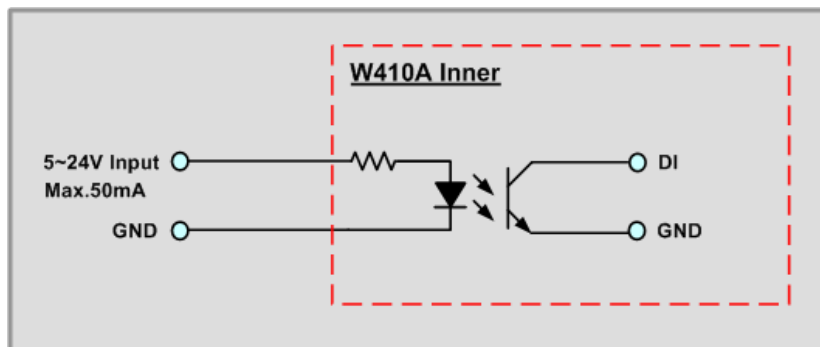 W410A Inner
5~24V Input
Max.50mA
DI
GND
GND